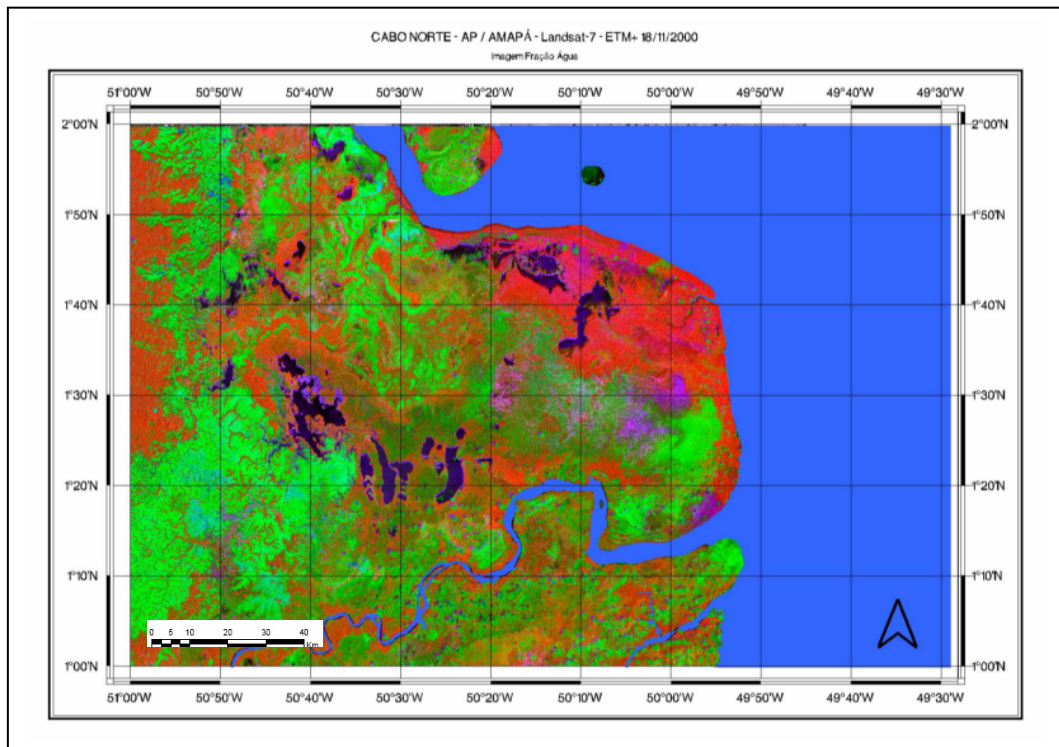 CABO NORTE - AP / AMAPÁ - Landsat-7 - ETM+ 18/11/2000
Imagem Fração Água
51°00'W 50°50'W 50°40'W 50°30'W 50°20'W 50°10'W 50°00'W 49°50'W 49°40'W 49°30'W
2°00'N 2°00'N
1°50'N 1°50'N
1°40'N 1°40'N
1°30'N 1°30'N
1°20'N 1°20'N
1°10'N 1°10'N
0 5 10 20 30 40
Km
1°00'N 1°00'N
51°00'W 50°50'W 50°40'W 50°30'W 50°20'W 50°10'W 50°00'W 49°50'W 49°40'W 49°30'W